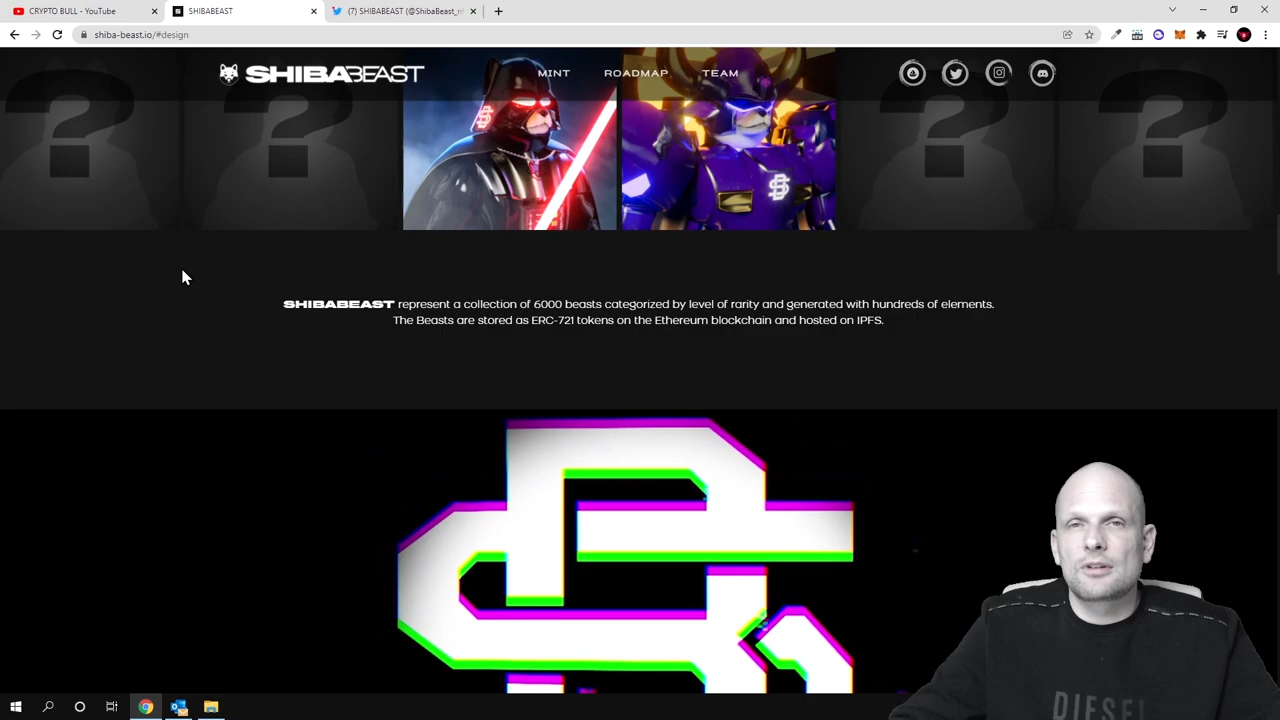 CRYPTO BULL - YouTube
SHIBABEAST
(7) SHIBABEAST (@ShibaBeast_nf
shiba-beast.io/#design
SHIBABEAST
MINT
ROADMAP
TEAM
? ? ? ?
SHIBABEAST represent a collection of 6000 beasts categorized by level of rarity and generated with hundreds of elements.
The Beasts are stored as ERC-721 tokens on the Ethereum blockchain and hosted on IPFS.
DIESEL